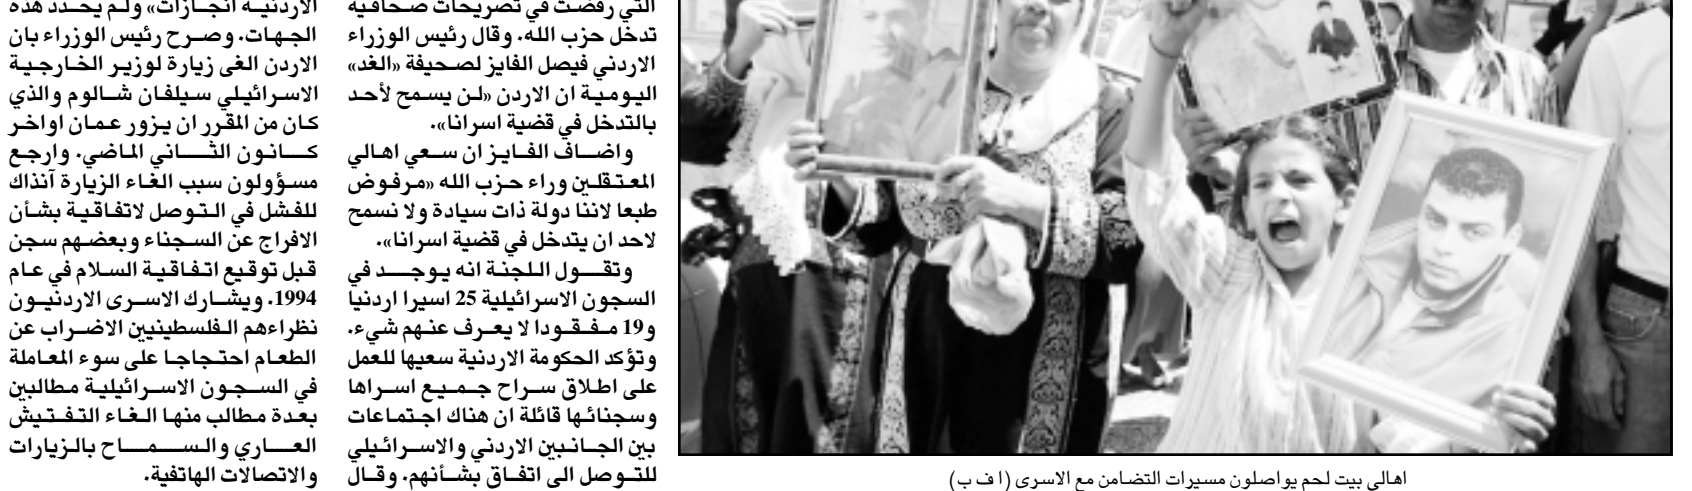 التي رفضت في تصريحات صحافية
تدخل حزب الله. وقال رئيس الوزراء
الاردني فيصل الفايز لصحيفة «الغد»
اليومية ان الاردن «لن يسمح لأحد
بالتدخل في قضية اسرانا».
واضاف الفايز ان سعي اهالي
المعتقلين وراء حزب الله «مرفوض
طبعا لاننا دولة ذات سيادة ولا نسمح
لاحد ان يتدخل في قضية اسرانا».
وتقول اللجنة انه يوجد في
السجون الاسرائيلية 25 اسيرا اردنيا
و19 مفقودا لا يعرف عنهم شيء.
وتؤكد الحكومة الاردنية سعيها للعمل
على اطلاق سراح جميع اسراها
وسجنائها قائلة ان هناك اجتماعات
بين الجانبين الاردني والاسرائيلي
للتوصل الى اتفاق بشأنهم. وقال
الاردنية انجازات» ولم يحدد هذه
الجهات. وصرح رئيس الوزراء بان
الاردن الغى زيارة لوزير الخارجية
الاسرائيلي سيلفان شالوم والذي
كان من المقرر ان يزور عمان اواخر
كانون الثاني الماضي. وارجع
مسؤولون سبب الغاء الزيارة آنذاك
للفشل في التوصل لاتفاقية بشأن
الافراج عن السجناء وبعضهم سجن
قبل توقيع اتفاقية السلام في عام
1994. ويشارك الاسرى الاردنيون
نظراءهم الفلسطينيين الاضراب عن
الطعام احتجاجا على سوء المعاملة
في السجون الاسرائيلية مطالبين
بعدة مطالب منها الغاء التفتيش
العاري والسماح بالزيارات
والاتصالات الهاتفية.
اهالي بيت لحم يواصلون مسيرات التضامن مع الاسرى (ا ف ب)